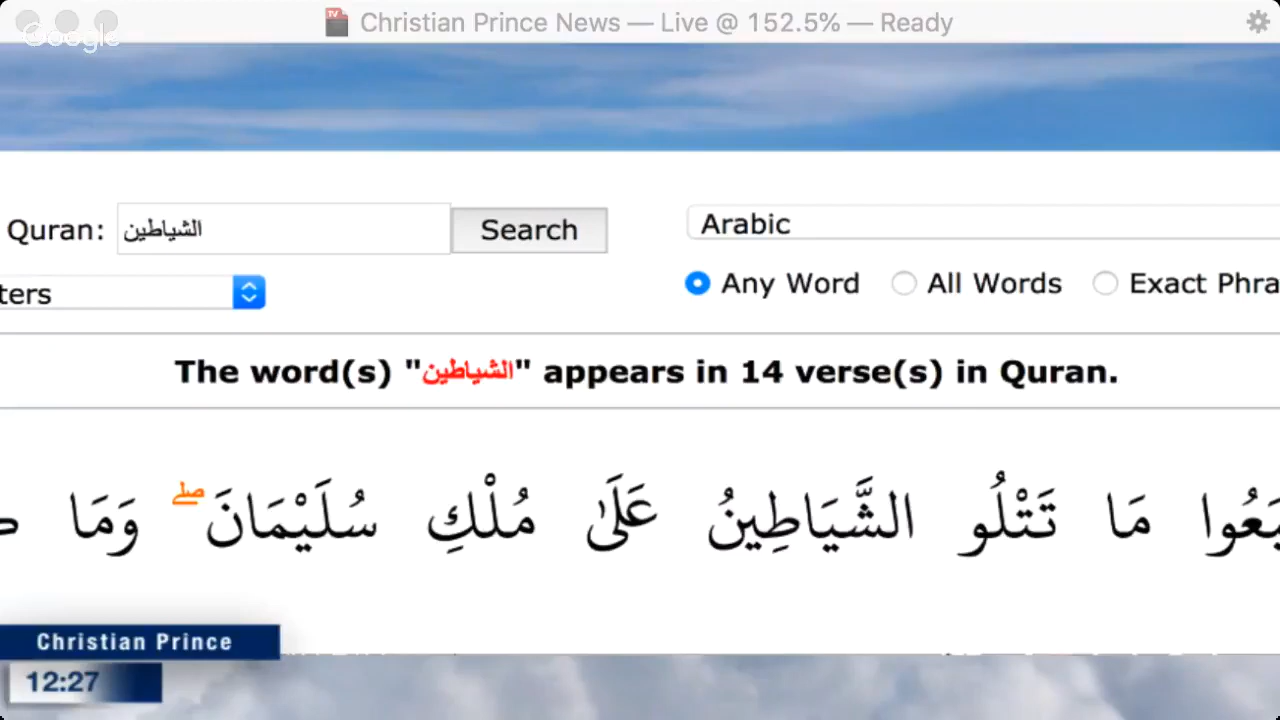 Christian Prince News — Live @ 152.5% — Ready
Google
Quran: الشياطين Search Arabic
ters Any Word All Words Exact Phra
The word(s) "الشياطين" appears in 14 verse(s) in Quran.
بَعُوا مَا تَتْلُو الشَّيَاطِينُ عَلَىٰ مُلْكِ سُلَيْمَانَ ۖ وَمَا
Christian Prince
12:27